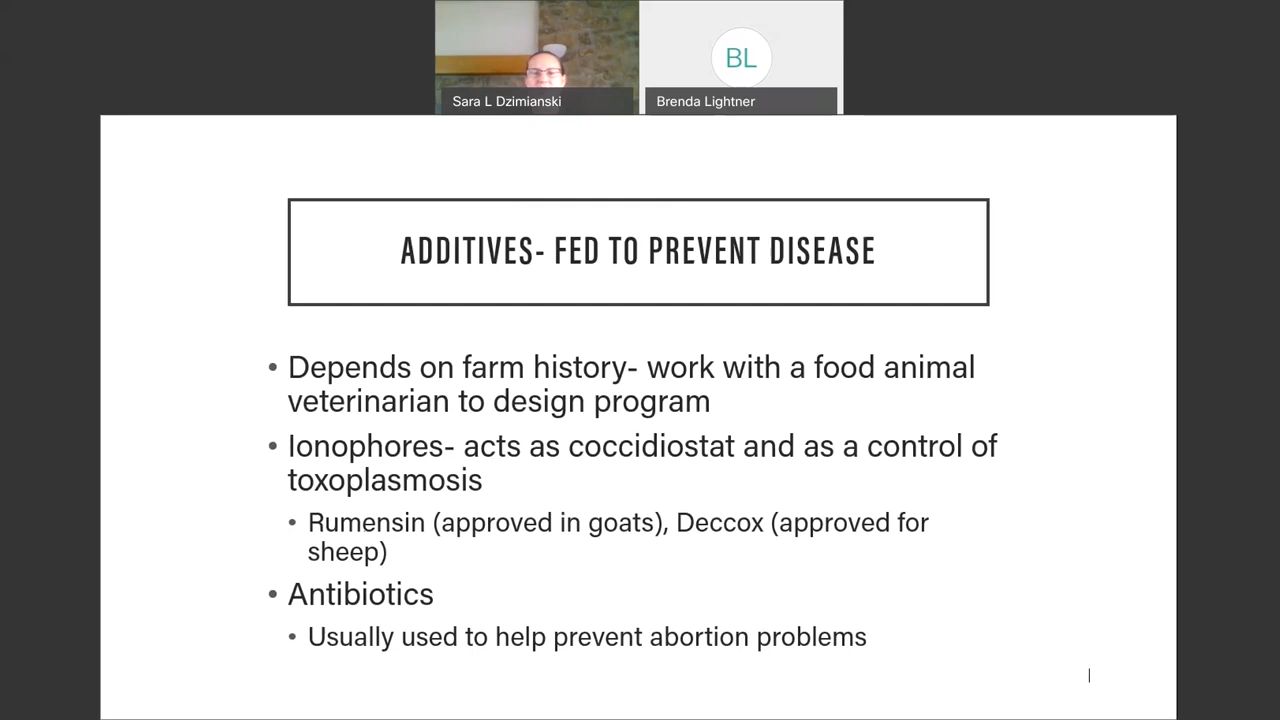 BL
Sara L Dzimianski
Brenda Lightner
ADDITIVES- FED TO PREVENT DISEASE
• Depends on farm history- work with a food animal
veterinarian to design program
• Ionophores- acts as coccidiostat and as a control of
toxoplasmosis
• Rumensin (approved in goats), Deccox (approved for
sheep)
• Antibiotics
• Usually used to help prevent abortion problems